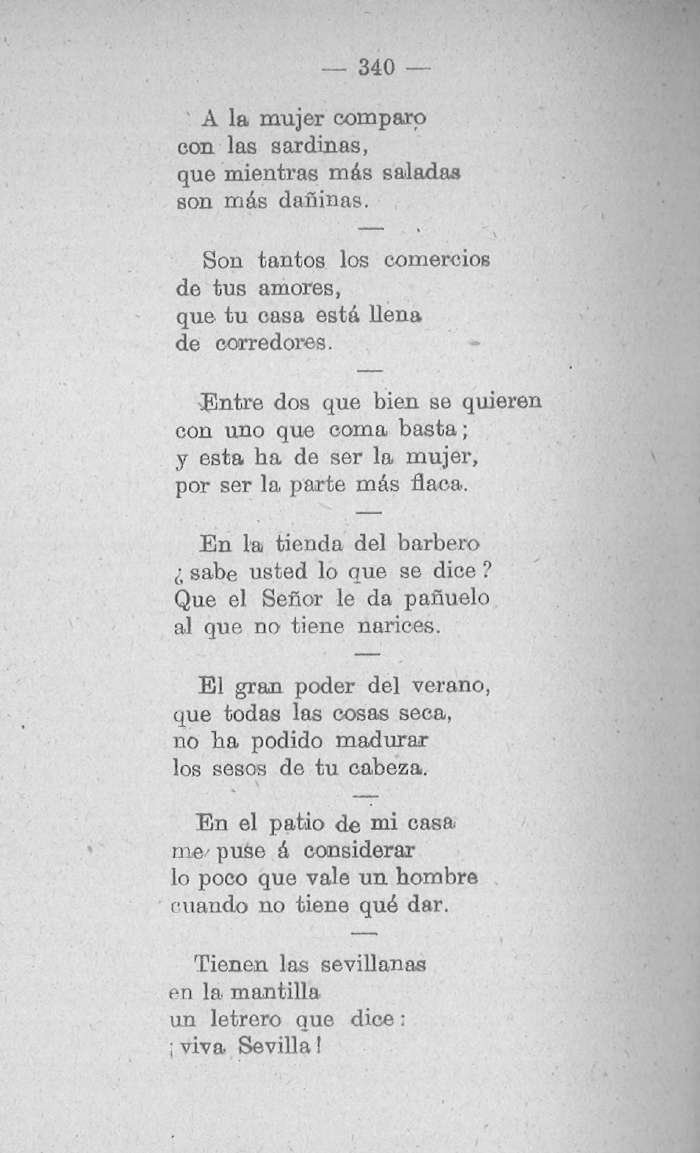 — 340 —
A la mujer comparo
con las sardinas,
que mientras más saladas
son más dañinas.
Son tantos los comercios
de tus amores,
que tu casa está llena
de corredores.
Entre dos que bien se quieren
con uno que coma basta;
y esta ha de ser la mujer,
por ser la parte más flaca.
En la tienda del barbero
¿sabe usted lo que se dice?
Que el Señor le da pañuelo
al que no tiene narices.
El gran poder del verano,
que todas las cosas seca,
no ha podido madurar
los sesos de tu cabeza.
En el patio de mi casa
me puse á considerar
lo poco que vale un hombre
cuando no tiene qué dar.
Tienen las sevillanas
en la mantilla
un letrero que dice:
¡viva Sevilla!